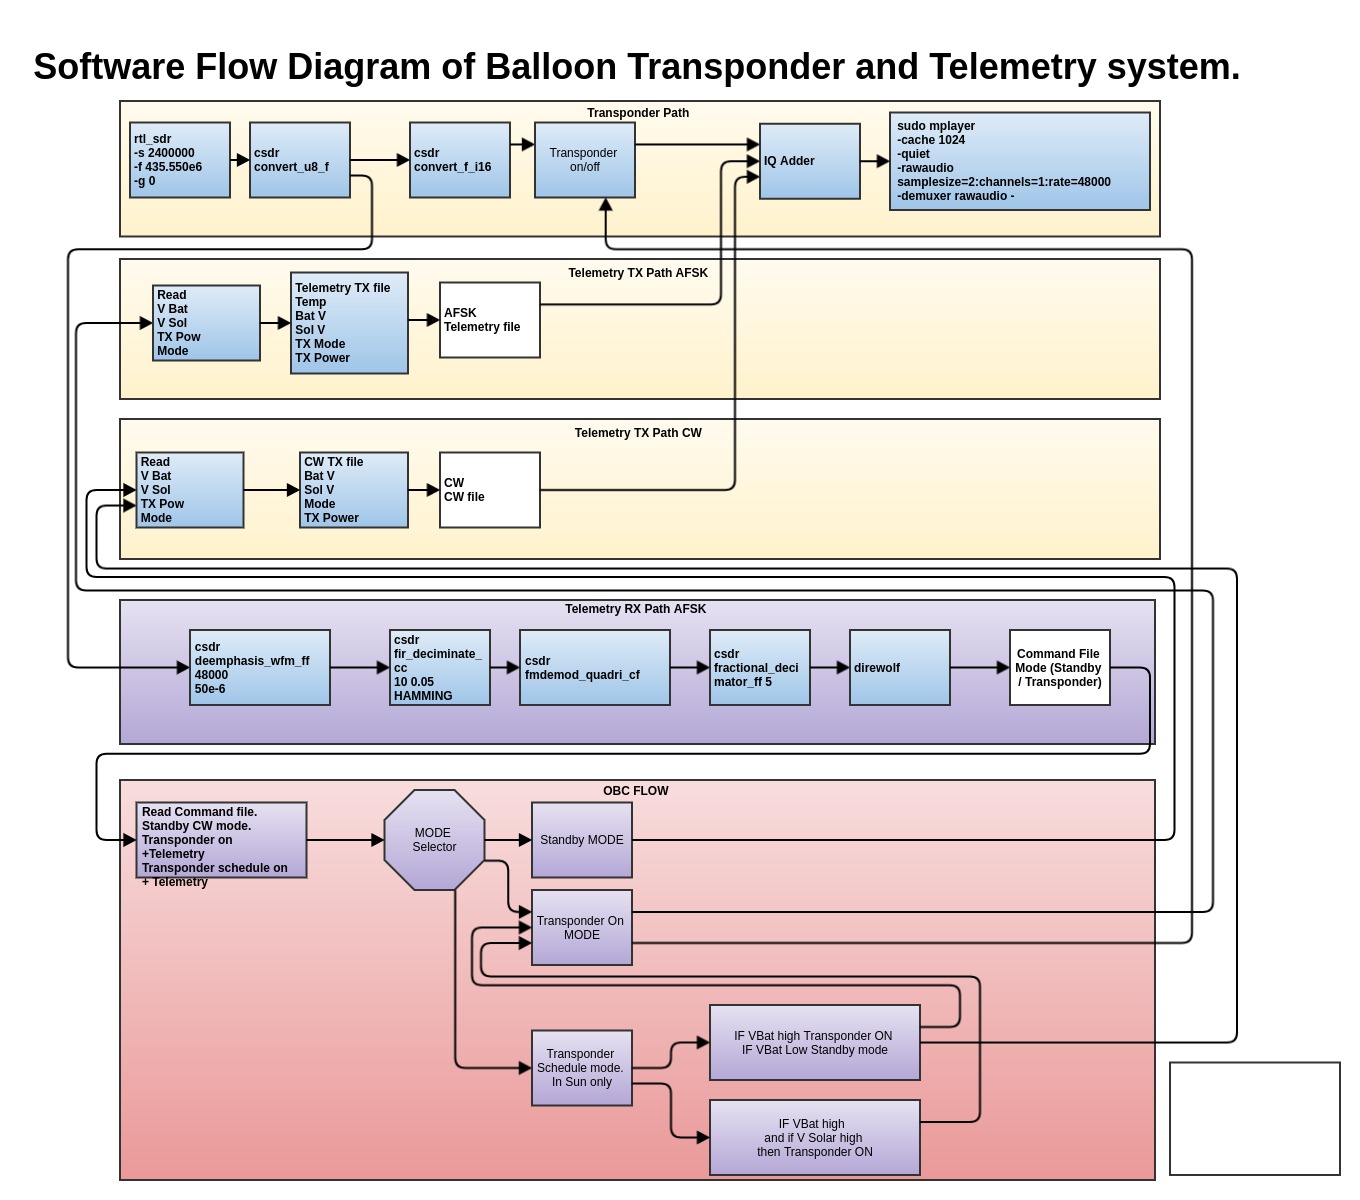 Software Flow Diagram of Balloon Transponder and Telemetry system.
Transponder Path
rtl_sdr
-s 2400000
-f 435.550e6
-g 0
csdr
convert_u8_f
csdr
convert_f_i16
Transponder
on/off
IQ Adder
sudo mplayer
-cache 1024
-quiet
-rawaudio
samplesize=2:channels=1:rate=48000
-demuxer rawaudio -
Telemetry TX Path AFSK
Read
V Bat
V Sol
TX Pow
Mode
Telemetry TX file
Temp
Bat V
Sol V
TX Mode
TX Power
AFSK
Telemetry file
Telemetry TX Path CW
Read
V Bat
V Sol
TX Pow
Mode
CW TX file
Bat V
Sol V
Mode
TX Power
CW
CW file
Telemetry RX Path AFSK
csdr
deemphasis_wfm_ff
48000
50e-6
csdr
fir_deciminate_
cc
10 0.05
HAMMING
csdr
fmdemod_quadri_cf
csdr
fractional_deci
mator_ff 5
direwolf
Command File
Mode (Standby
/ Transponder)
OBC FLOW
Read Command file.
Standby CW mode.
Transponder on
+Telemetry
Transponder schedule on
+ Telemetry
MODE
Selector
Standby MODE
Transponder On
MODE
Transponder
Schedule mode.
In Sun only
IF VBat high Transponder ON
IF VBat Low Standby mode
IF VBat high
and if V Solar high
then Transponder ON